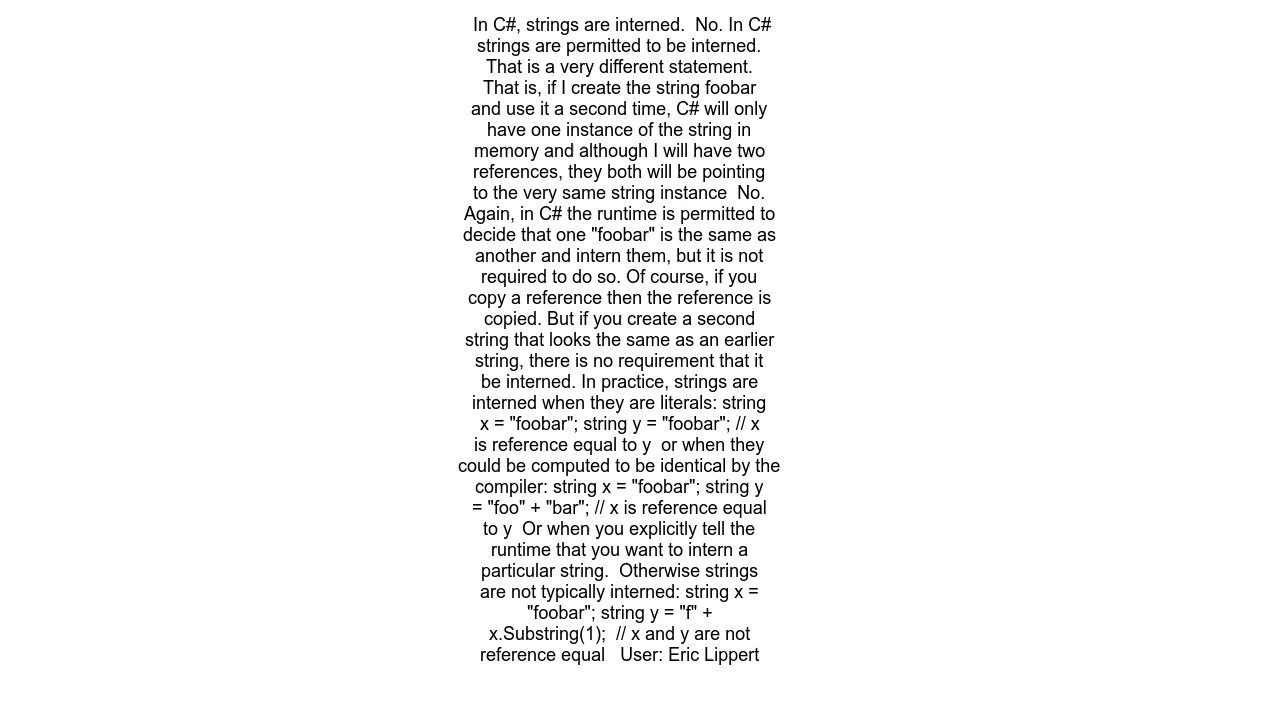 In C#, strings are interned.  No. In C#
strings are permitted to be interned.
That is a very different statement.
That is, if I create the string foobar
and use it a second time, C# will only
have one instance of the string in
memory and although I will have two
references, they both will be pointing
to the very same string instance  No.
Again, in C# the runtime is permitted to
decide that one "foobar" is the same as
another and intern them, but it is not
required to do so. Of course, if you
copy a reference then the reference is
copied. But if you create a second
string that looks the same as an earlier
string, there is no requirement that it
be interned. In practice, strings are
interned when they are literals: string
x = "foobar"; string y = "foobar"; // x
is reference equal to y  or when they
could be computed to be identical by the
compiler: string x = "foobar"; string y
= "foo" + "bar"; // x is reference equal
to y  Or when you explicitly tell the
runtime that you want to intern a
particular string.  Otherwise strings
are not typically interned: string x =
"foobar"; string y = "f" +
x.Substring(1);  // x and y are not
reference equal   User: Eric Lippert